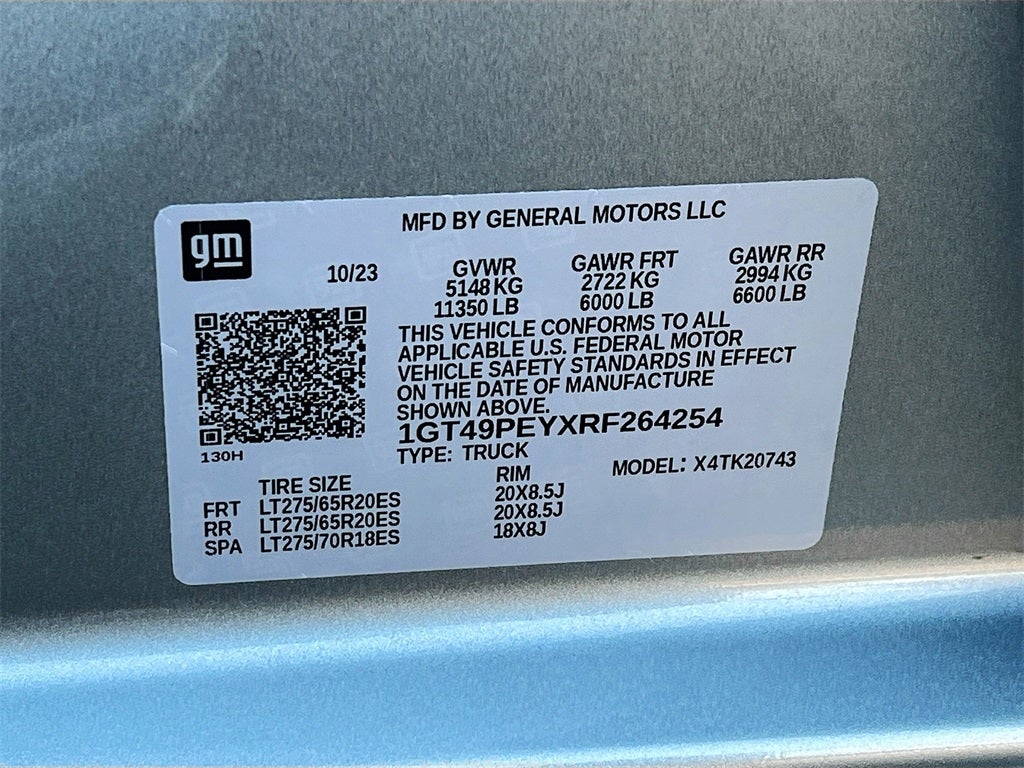 gm
MFD BY GENERAL MOTORS LLC
10/23
GVWR GAWR FRT GAWR RR
5148 KG 2722 KG 2994 KG
11350 LB 6000 LB 6600 LB
THIS VEHICLE CONFORMS TO ALL
APPLICABLE U.S. FEDERAL MOTOR
VEHICLE SAFETY STANDARDS IN EFFECT
ON THE DATE OF MANUFACTURE
SHOWN ABOVE.
1GT49PEYXRF264254
130H
TYPE: TRUCK MODEL: X4TK20743
TIRE SIZE RIM
FRT LT275/65R20ES 20X8.5J
RR LT275/65R20ES 20X8.5J
SPA LT275/70R18ES 18X8J